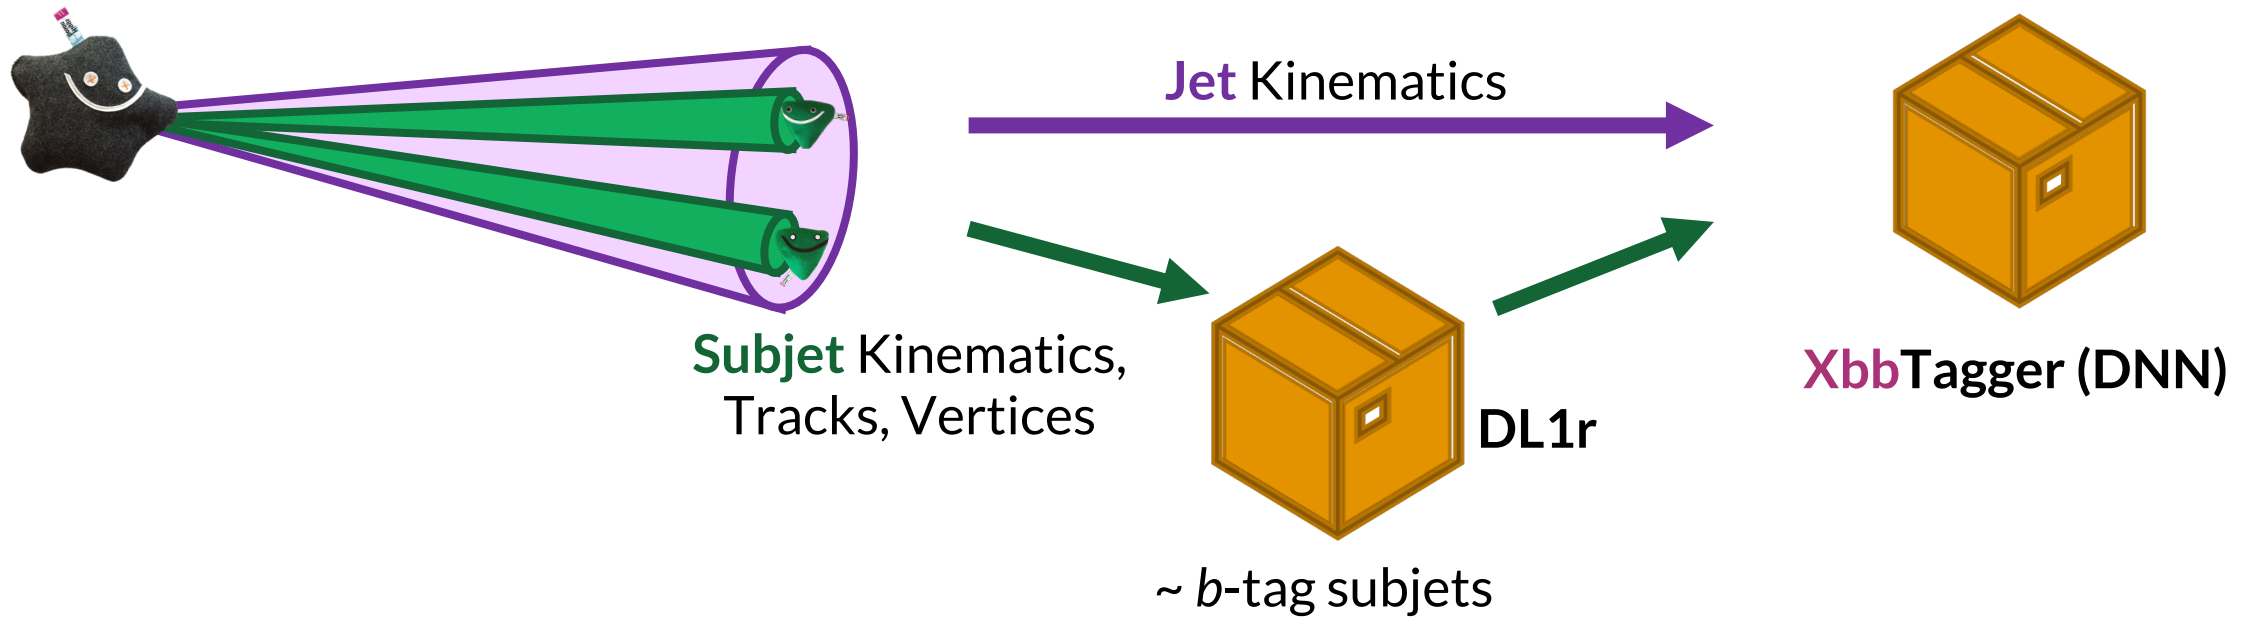 Jet Kinematics
Subjet Kinematics,
Tracks, Vertices
DL1r
~ b-tag subjets
XbbTagger (DNN)